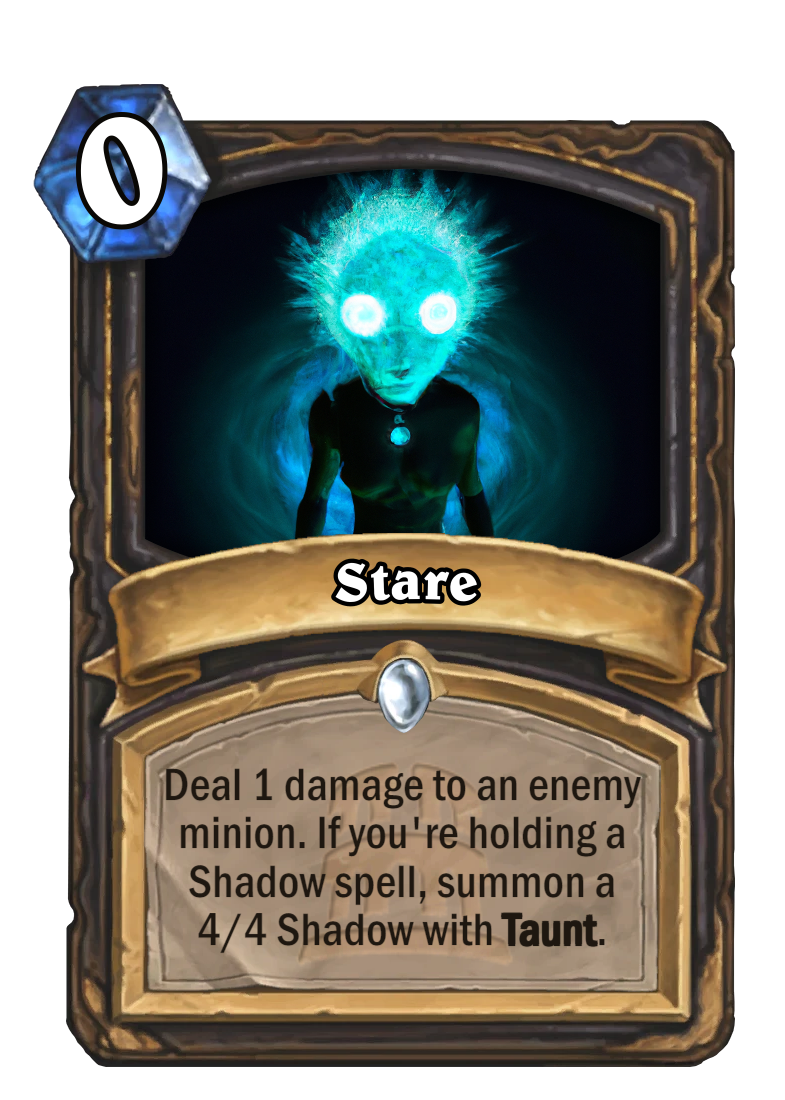 0
Stare
Deal 1 damage to an enemy
minion. If you're holding a
Shadow spell, summon a
4/4 Shadow with Taunt.